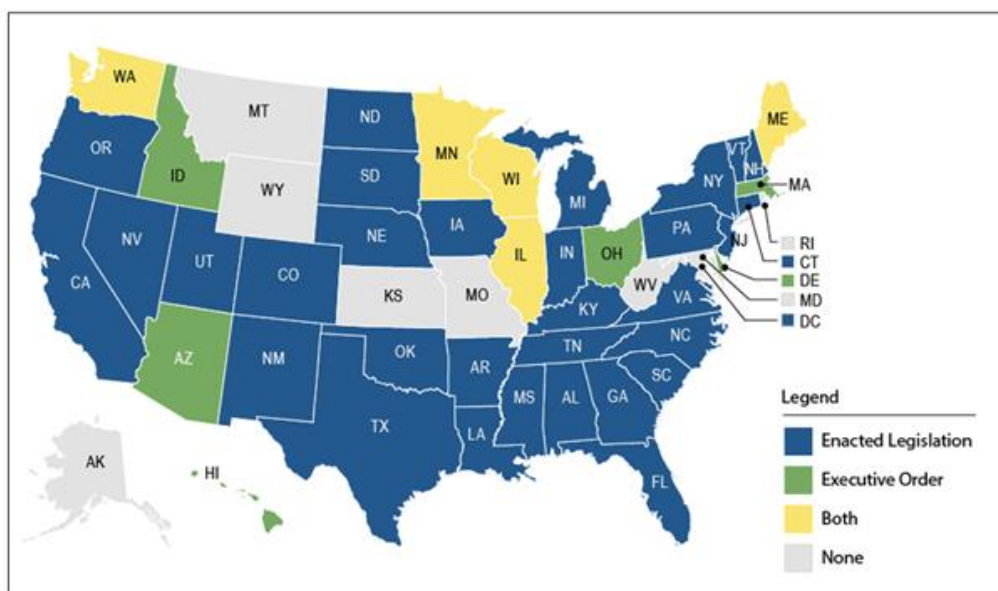 WA
MT
ND
MN
ME
OR
ID
WY
SD
WI
MI
NY
VT
NH
MA
NV
UT
CO
NE
IA
IL
IN
OH
PA
NJ
RI
CT
DE
MD
DC
CA
KS
MO
KY
WV
VA
AZ
NM
OK
AR
TN
NC
SC
TX
LA
MS
AL
GA
FL
AK
HI
Legend
Enacted Legislation
Executive Order
Both
None